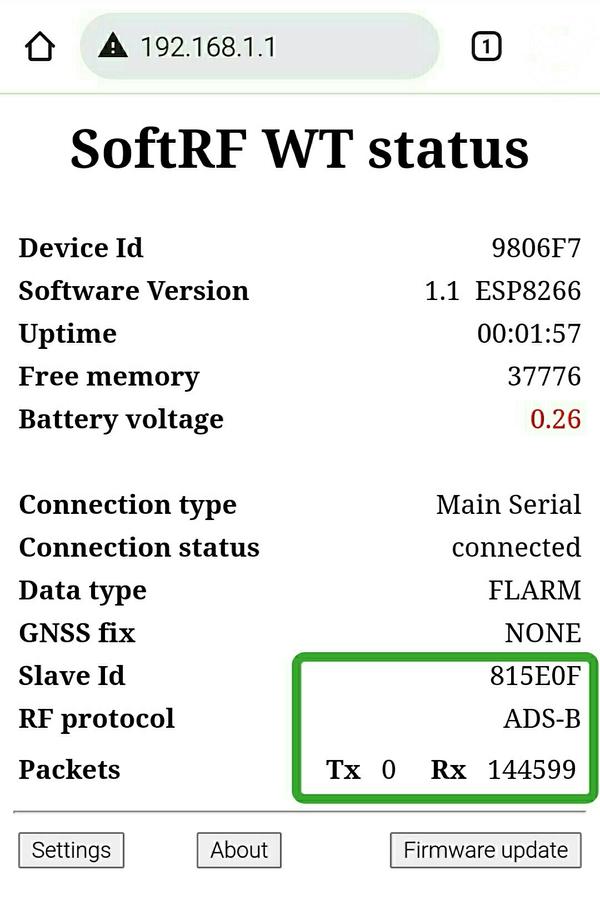 192.168.1.1 1
SoftRF WT status
Device Id 9806F7
Software Version 1.1 ESP8266
Uptime 00:01:57
Free memory 37776
Battery voltage 0.26
Connection type Main Serial
Connection status connected
Data type FLARM
GNSS fix NONE
Slave Id 815E0F
RF protocol ADS-B
Packets Tx 0 Rx 144599
Settings About Firmware update